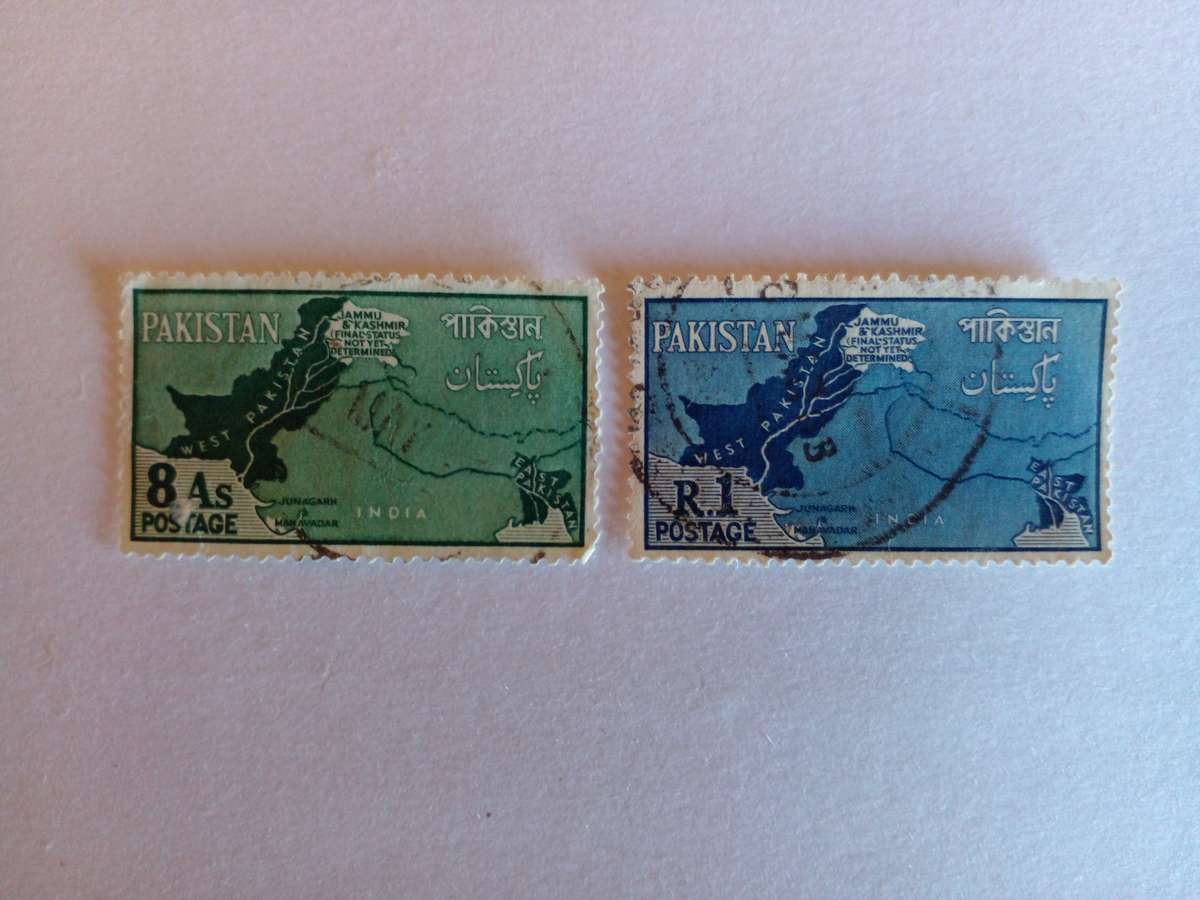 PAKISTAN
JAMMU
& KASHMIR
(FINAL STATUS
NOT YET
DETERMINED)
পাকিস্তান
پاکستان
WEST PAKISTAN
8 As
POSTAGE
JUNAGARH
&
MANAVADAR
INDIA
EAST
PAKISTAN
PAKISTAN
JAMMU
& KASHMIR
(FINAL STATUS
NOT YET
DETERMINED)
পাকিস্তান
پاکستان
WEST PAKISTAN
R.1
POSTAGE
JUNAGARH
&
MANAVADAR
INDIA
EAST
PAKISTAN